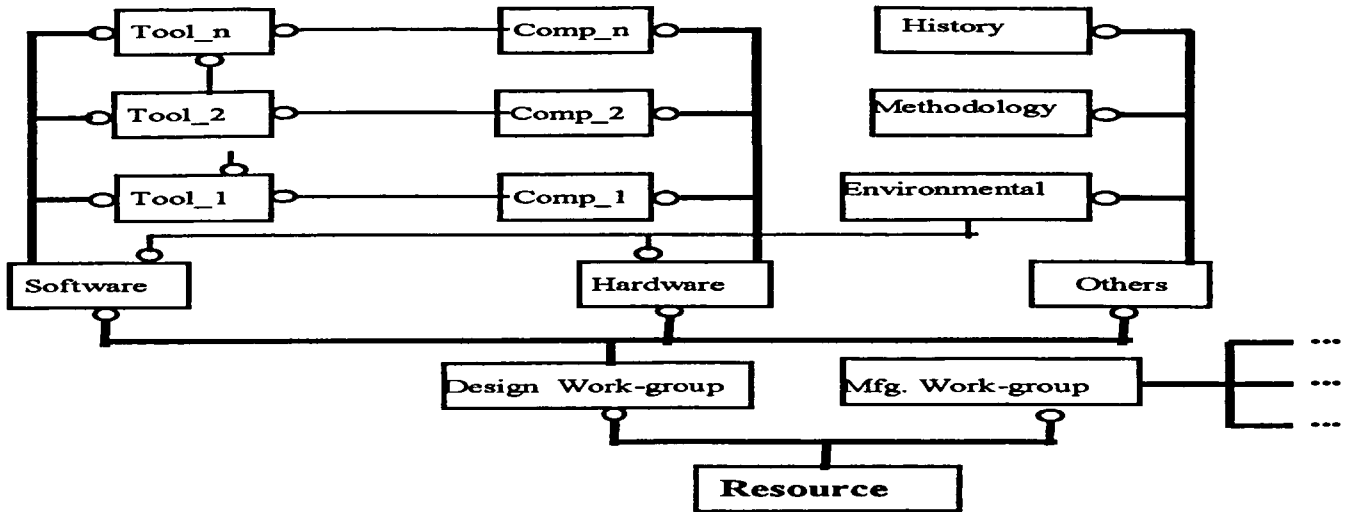 Tool_n Comp_n History
Tool_2 Comp_2 Methodology
Tool_1 Comp_1 Environmental
Software Hardware Others
Design Work-group Mfg. Work-group
...
...
...
Resource